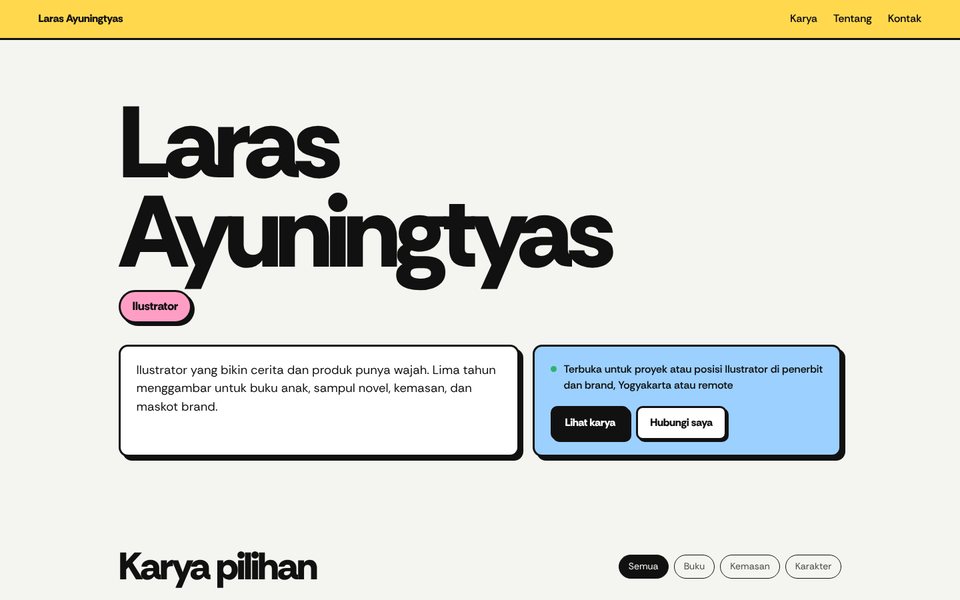 Laras Ayuningtyas
Karya
Tentang
Kontak
Laras
Ayuningtyas
Ilustrator
Ilustrator yang bikin cerita dan produk punya wajah. Lima tahun
menggambar untuk buku anak, sampul novel, kemasan, dan
maskot brand.
Terbuka untuk proyek atau posisi Ilustrator di penerbit
dan brand, Yogyakarta atau remote
Lihat karya
Hubungi saya
Karya pilihan
Semua
Buku
Kemasan
Karakter